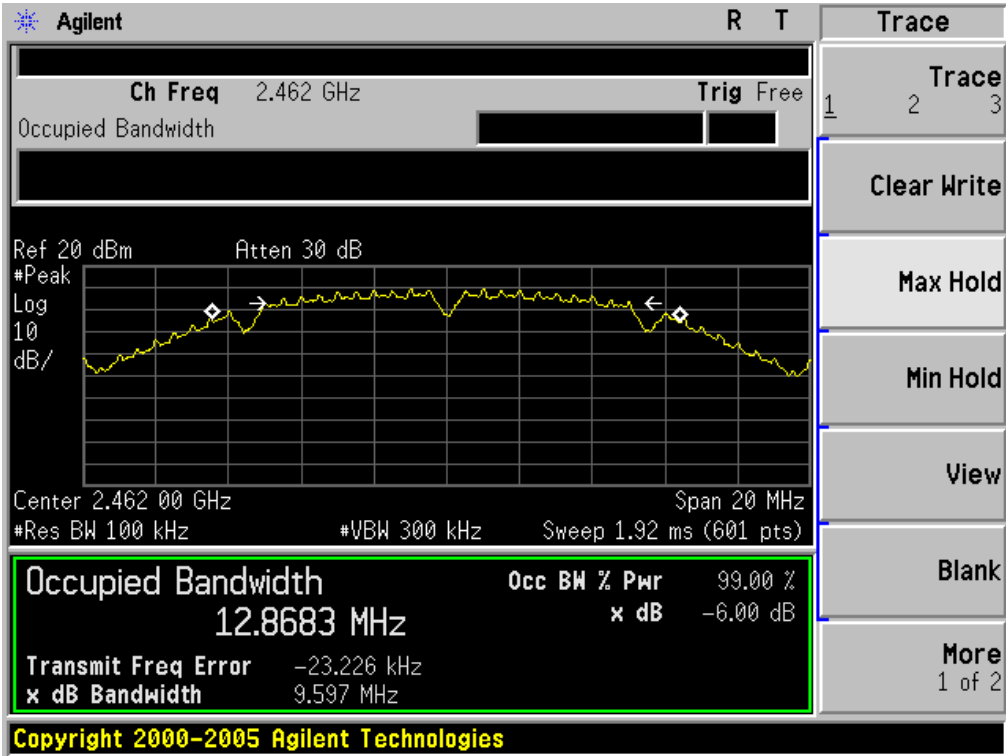 Agilent R T
Trace
Ch Freq 2.462 GHz Trig Free
Occupied Bandwidth
Trace
1 2 3
Clear Write
Max Hold
Min Hold
View
Blank
More
1 of 2
Ref 20 dBm Atten 30 dB
#Peak
Log
10
dB/
Center 2.462 00 GHz Span 20 MHz
#Res BW 100 kHz #VBW 300 kHz Sweep 1.92 ms (601 pts)
Occupied Bandwidth Occ BW % Pwr 99.00 %
12.8683 MHz x dB -6.00 dB
Transmit Freq Error -23.226 kHz
x dB Bandwidth 9.597 MHz
Copyright 2000-2005 Agilent Technologies